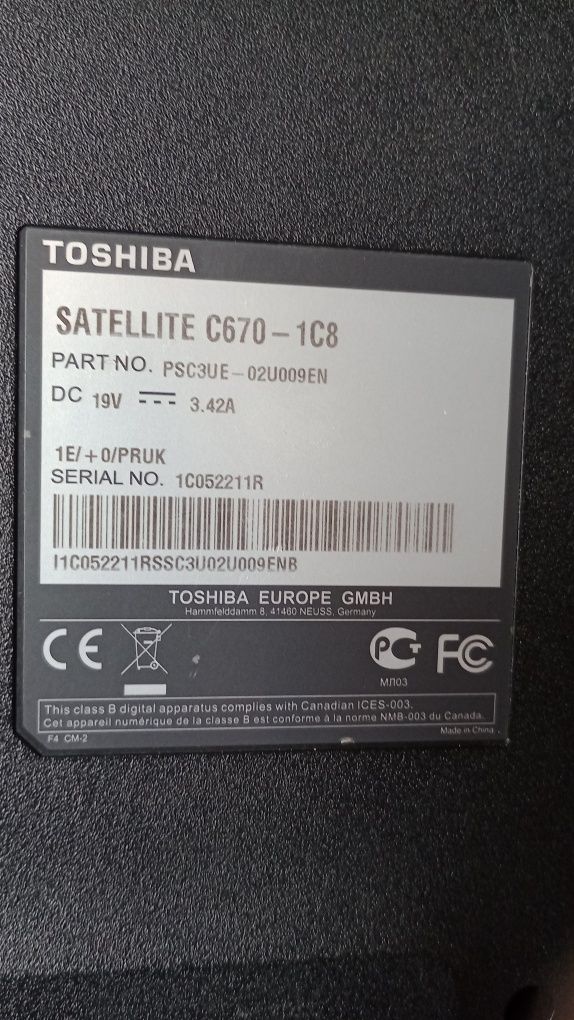 TOSHIBA
SATELLITE C670-1C8
PART NO. PSC3UE-02U009EN
DC 19V 3.42A
1E/+0/PRUK
SERIAL NO. 1C052211R
I1C052211RSSC3U02U009ENB
TOSHIBA EUROPE GMBH
Hammfelddamm 8, 41460 NEUSS, Germany
CE PCT FC
МЛ03
This class B digital apparatus complies with Canadian ICES-003.
Cet appareil numérique de la classe B est conforme à la norme NMB-003 du Canada.
F4 CM-2 Made in China